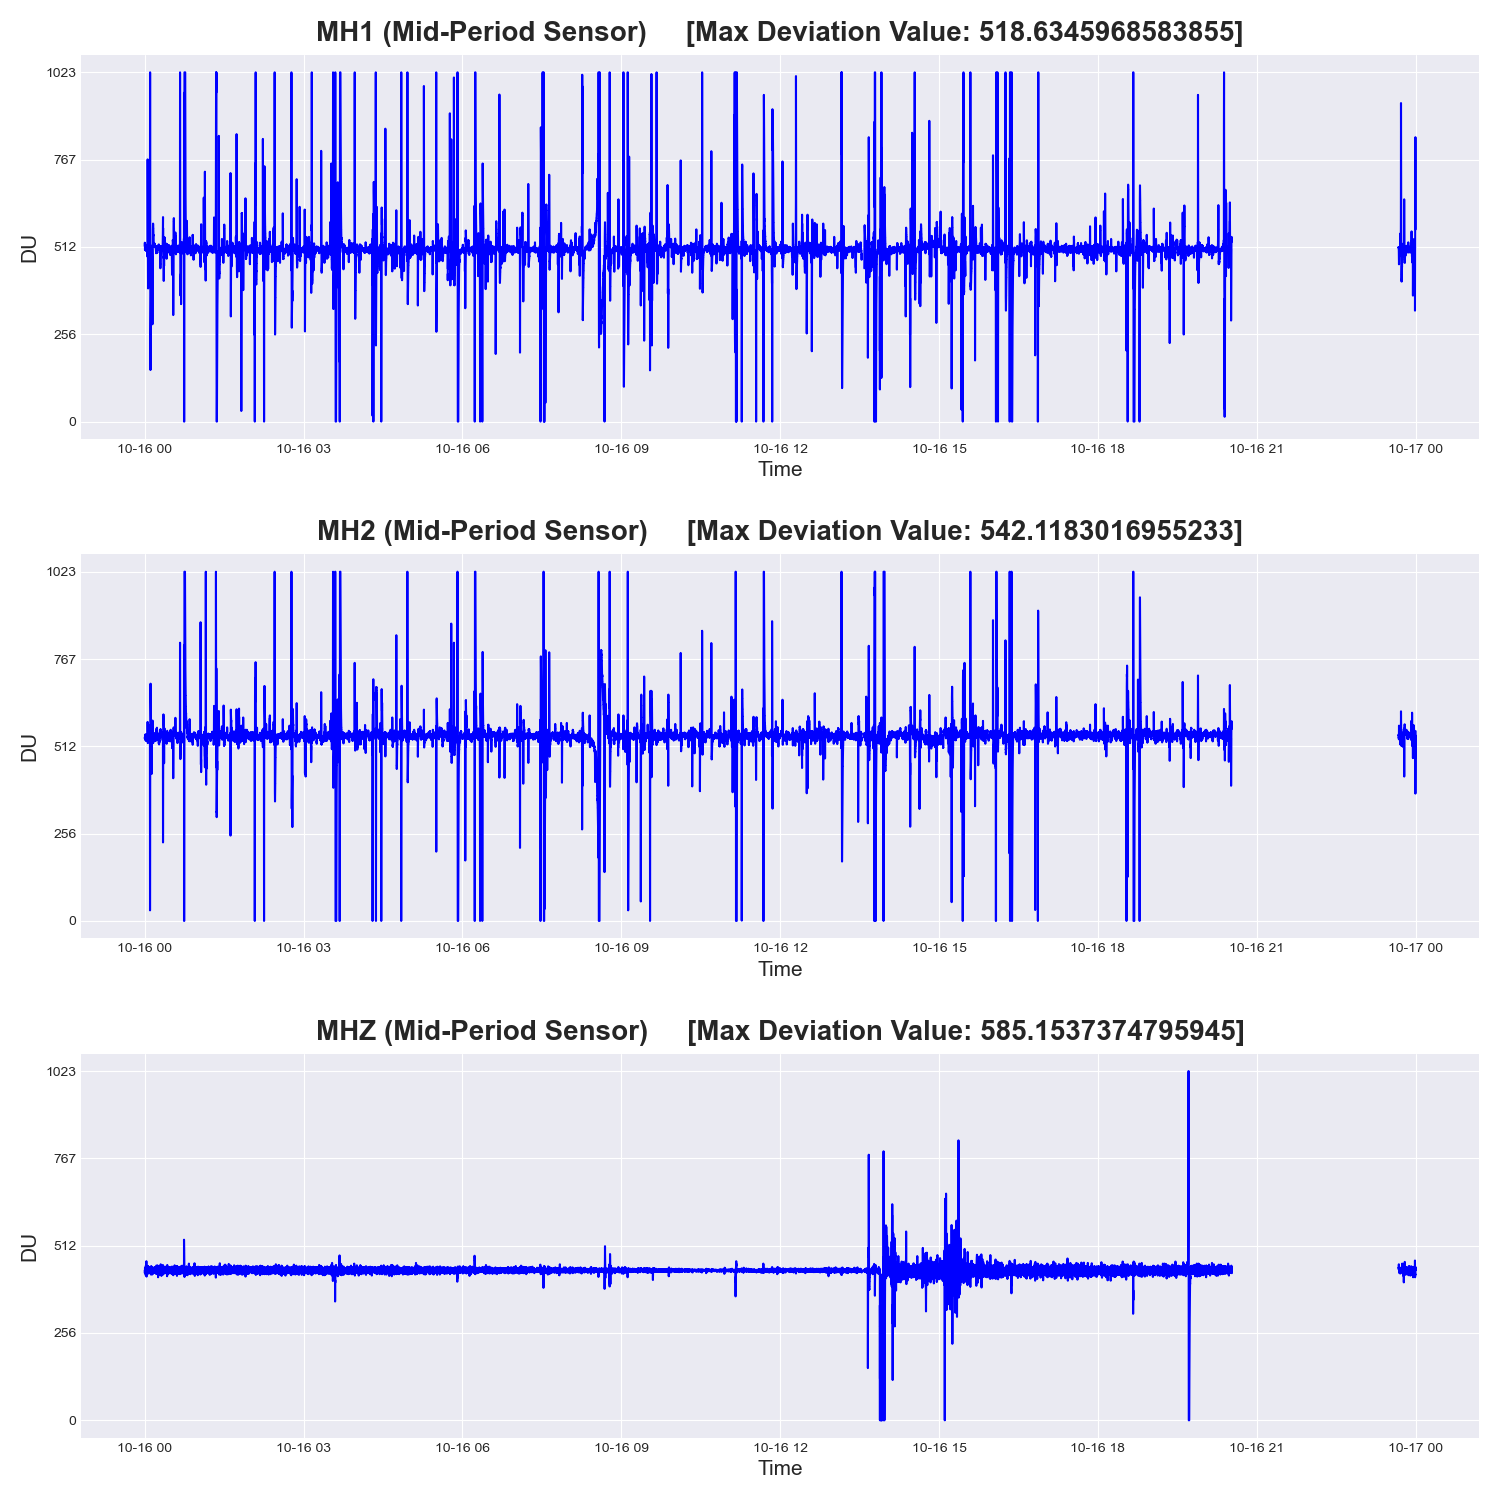 MH1 (Mid-Period Sensor)     [Max Deviation Value: 518.6345968583855]
1023
767
512
256
0
DU
10-16 00 10-16 03 10-16 06 10-16 09 10-16 12 10-16 15 10-16 18 10-16 21 10-17 00
Time
MH2 (Mid-Period Sensor)     [Max Deviation Value: 542.1183016955233]
1023
767
512
256
0
DU
10-16 00 10-16 03 10-16 06 10-16 09 10-16 12 10-16 15 10-16 18 10-16 21 10-17 00
Time
MHZ (Mid-Period Sensor)     [Max Deviation Value: 585.1537374795945]
1023
767
512
256
0
DU
10-16 00 10-16 03 10-16 06 10-16 09 10-16 12 10-16 15 10-16 18 10-16 21 10-17 00
Time